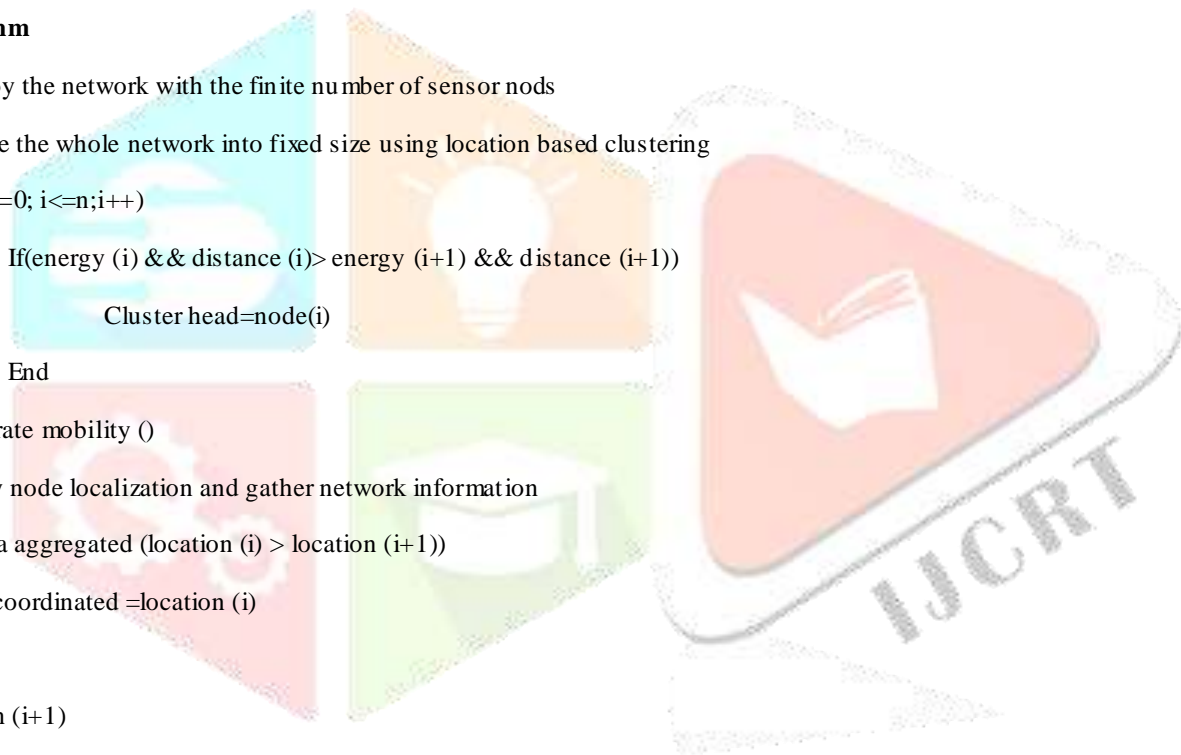 hm
y the network with the finite number of sensor nods
e the whole network into fixed size using location based clustering
=0; i<=n;i++)
If(energy (i) && distance (i)> energy (i+1) && distance (i+1))
Cluster head=node(i)
End
rate mobility ()
node localization and gather network information
a aggregated (location (i) > location (i+1))
coordinated =location (i)
n (i+1)
IJCRT